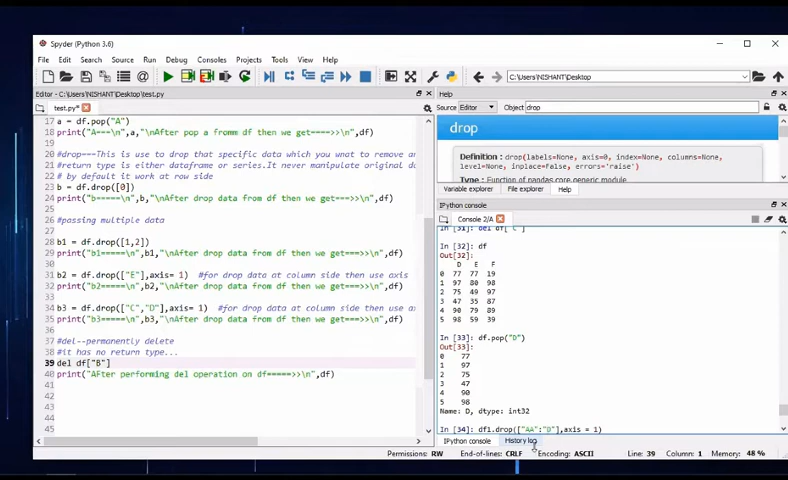 Spyder (Python 3.6)
File Edit Search Source Run Debug Consoles Projects Tools View Help
C:\Users\NISHANT\Desktop
Editor - C:\Users\NISHANT\Desktop\test.py
test.py*
17 a = df.pop("A")
18 print("A===\n",a,"\nAfter pop a fromm df then we get====>>\n",df)
19
20 #drop---This is use to drop that specific data which you wnat to remove an
21 #return type is either dataframe or series.It never manipulate original da
22 # by default it work at row side
23 b = df.drop([0])
24 print("b=====\n",b,"\nAfter drop data from df then we get===>>\n",df)
25
26 #passing multiple data
27
28 b1 = df.drop([1,2])
29 print("b1=====\n",b1,"\nAfter drop data from df then we get===>>\n",df)
30
31 b2 = df.drop(["E"],axis= 1) #for drop data at column side then use axis
32 print("b2=====\n",b2,"\nAfter drop data from df then we get===>>\n",df)
33
34 b3 = df.drop(["C","D"],axis= 1) #for drop data at column side then use ax
35 print("b3=====\n",b3,"\nAfter drop data from df then we get===>>\n",df)
36
37 #del--permanently delete
38 #it has no return type...
39 del df["B"]
40 print("AFter performing del operation on df=====>>\n",df)
41
42
43
44
45
Help
Source Editor Object drop
drop
Definition : drop(labels=None, axis=0, index=None, columns=None,
level=None, inplace=False, errors='raise')
Type : Function of pandas.core.generic module
Variable explorer File explorer Help
IPython console
Console 2/A
In [31]: del df["C"]
In [32]: df
Out[32]:
D E F
0 77 77 19
1 97 80 98
2 75 49 97
3 47 35 87
4 90 79 89
5 98 59 39
In [33]: df.pop("D")
Out[33]:
0 77
1 97
2 75
3 47
4 90
5 98
Name: D, dtype: int32
In [34]: df1.drop(["AA":"D"],axis = 1)
IPython console History log
Permissions: RW End-of-lines: CRLF Encoding: ASCII Line: 39 Column: 1 Memory: 48 %